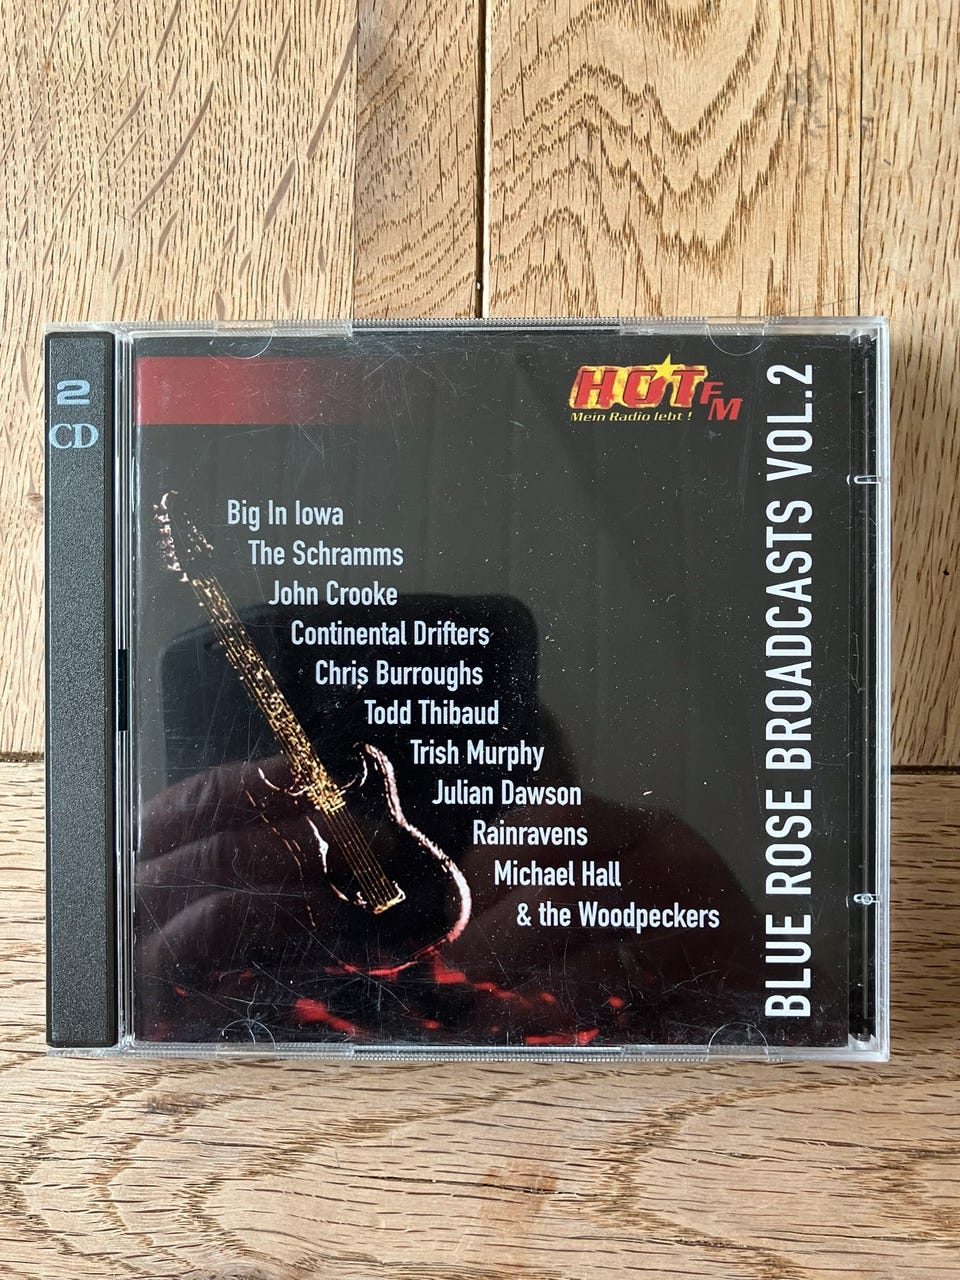 2
CD
HOT FM
Mein Radio lebt !
Big In Iowa
The Schramms
John Crooke
Continental Drifters
Chris Burroughs
Todd Thibaud
Trish Murphy
Julian Dawson
Rainravens
Michael Hall
& the Woodpeckers
BLUE ROSE BROADCASTS VOL.2